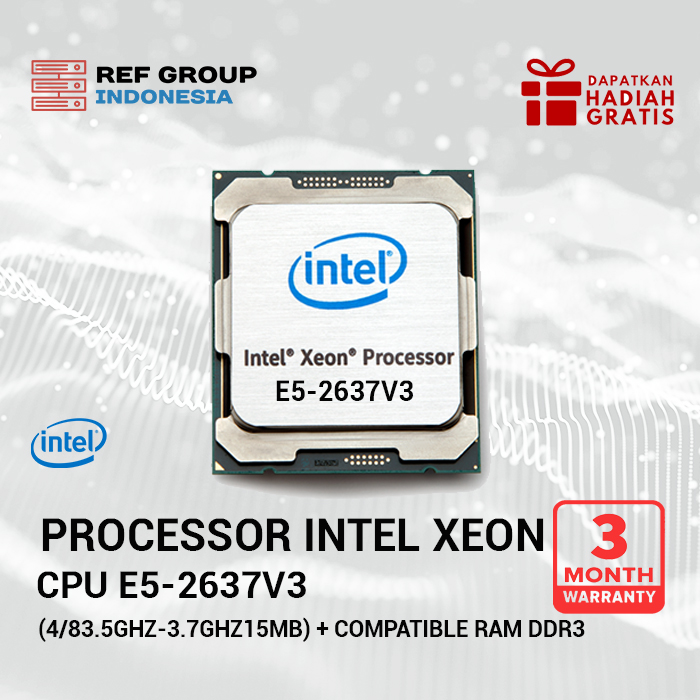 REF GROUP
INDONESIA
DAPATKAN
HADIAH
GRATIS
intel®
Intel® Xeon® Processor
E5-2637V3
intel
PROCESSOR INTEL XEON
CPU E5-2637V3
(4/83.5GHZ-3.7GHZ15MB) + COMPATIBLE RAM DDR3
3
MONTH
WARRANTY